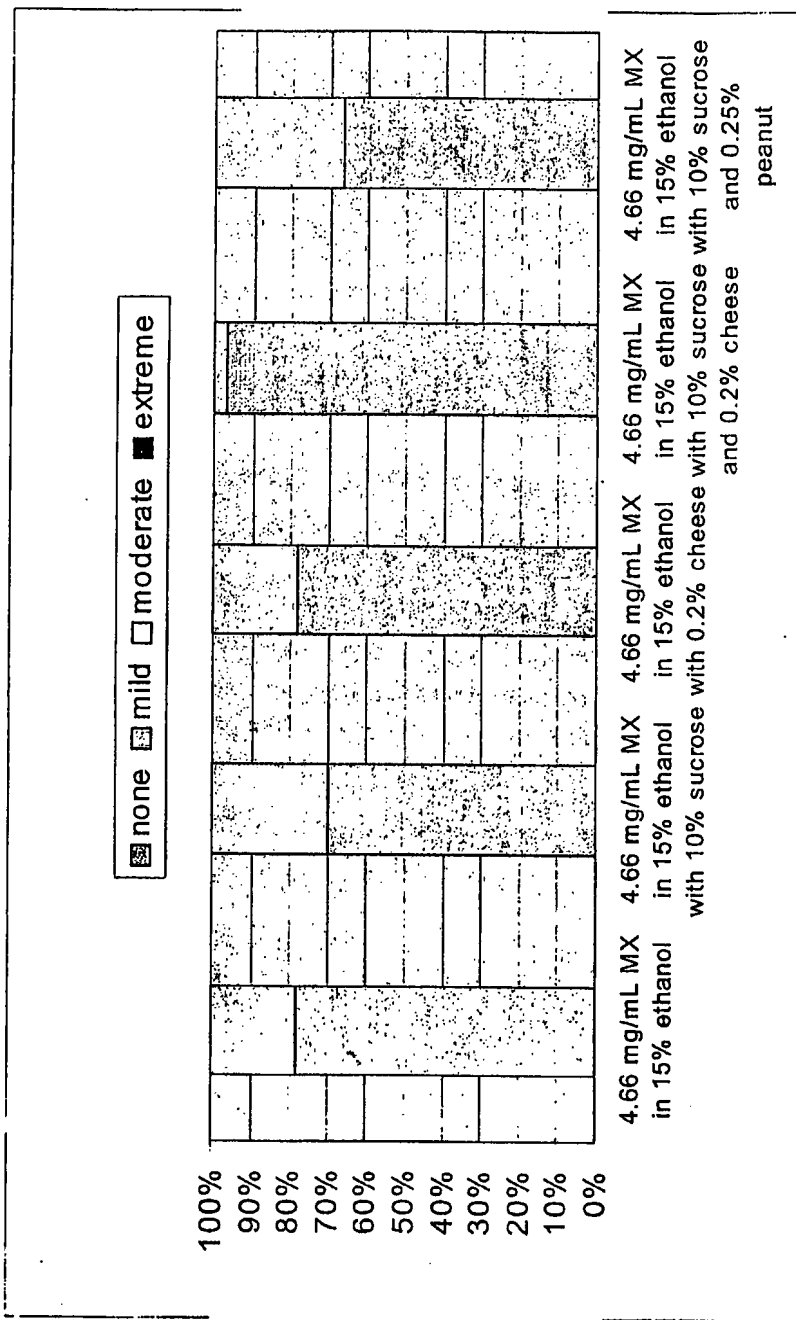 none mild moderate extreme
100%
90%
80%
70%
60%
50%
40%
30%
20%
10%
0%
4.66 mg/mL MX
in 15% ethanol
4.66 mg/mL MX
in 15% ethanol
with 10% sucrose
4.66 mg/mL MX
in 15% ethanol
with 0.2% cheese
4.66 mg/mL MX
in 15% ethanol
with 10% sucrose
and 0.2% cheese
4.66 mg/mL MX
in 15% ethanol
with 10% sucrose
and 0.25%
peanut